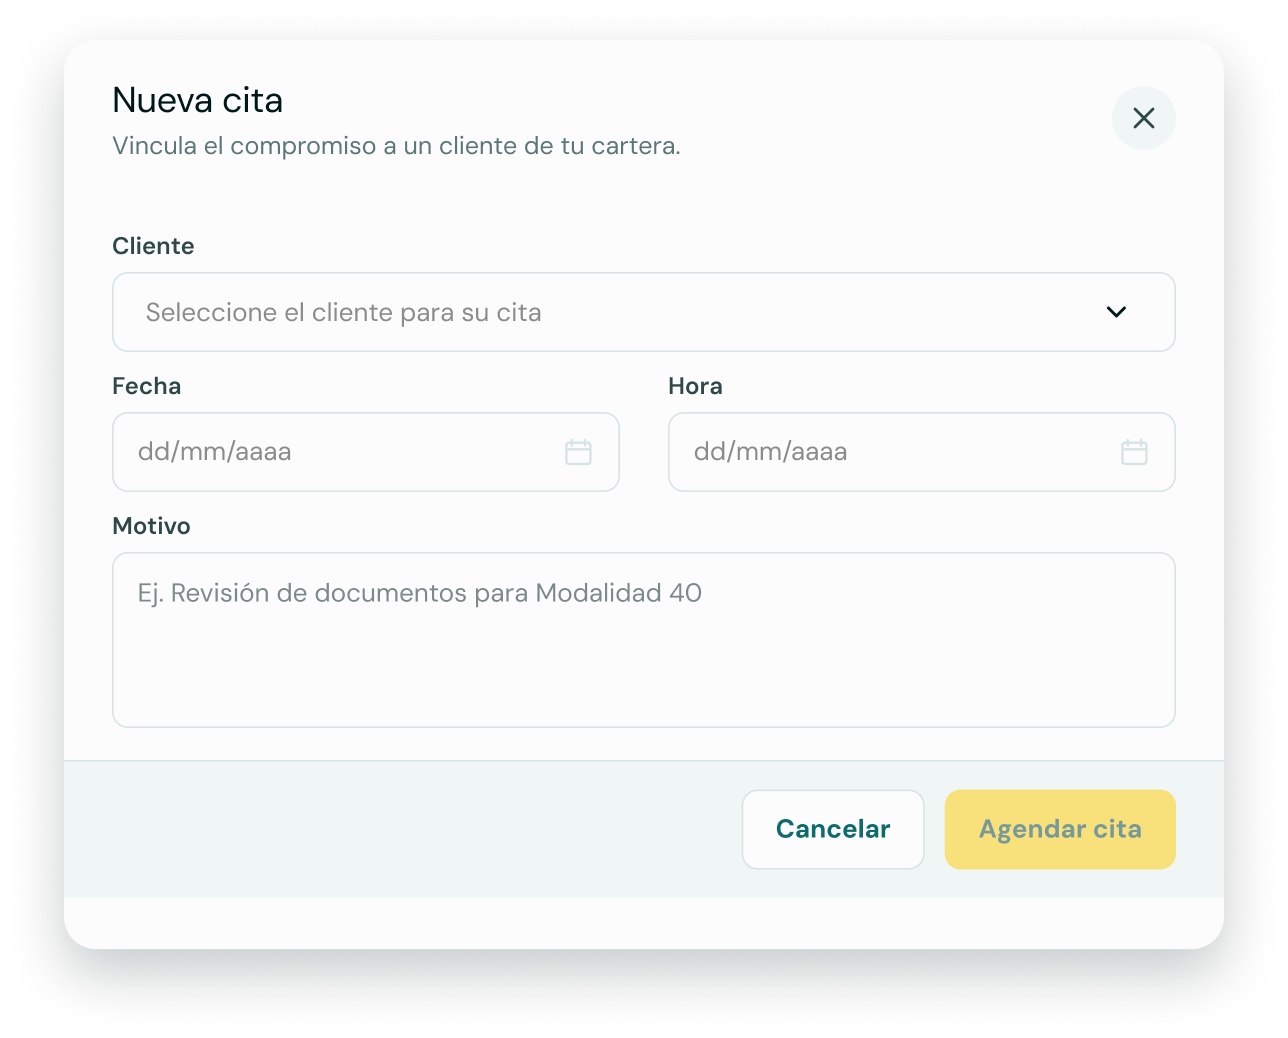 Nueva cita
Vincula el compromiso a un cliente de tu cartera.
Cliente
Seleccione el cliente para su cita
Fecha
Hora
dd/mm/aaaa
dd/mm/aaaa
Motivo
Ej. Revisión de documentos para Modalidad 40
Cancelar
Agendar cita